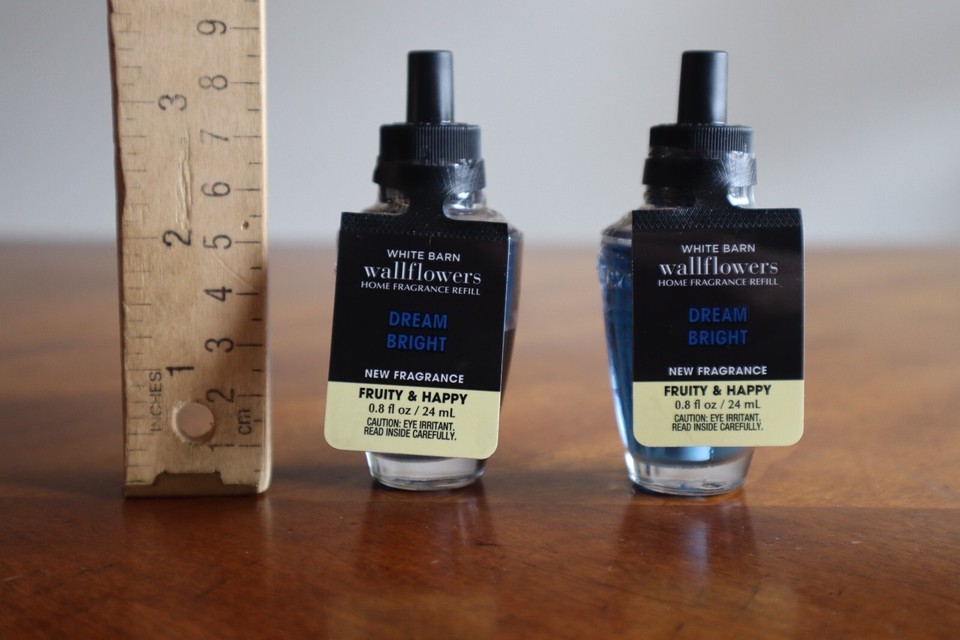 9
8
3
7
6
2
5
4
3
1
2
INCHES
1
cm
WHITE BARN
wallflowers
HOME FRAGRANCE REFILL
DREAM
BRIGHT
NEW FRAGRANCE
FRUITY & HAPPY
0.8 fl oz / 24 mL
CAUTION: EYE IRRITANT.
READ INSIDE CAREFULLY.
WHITE BARN
wallflowers
HOME FRAGRANCE REFILL
DREAM
BRIGHT
NEW FRAGRANCE
FRUITY & HAPPY
0.8 fl oz / 24 mL
CAUTION: EYE IRRITANT.
READ INSIDE CAREFULLY.